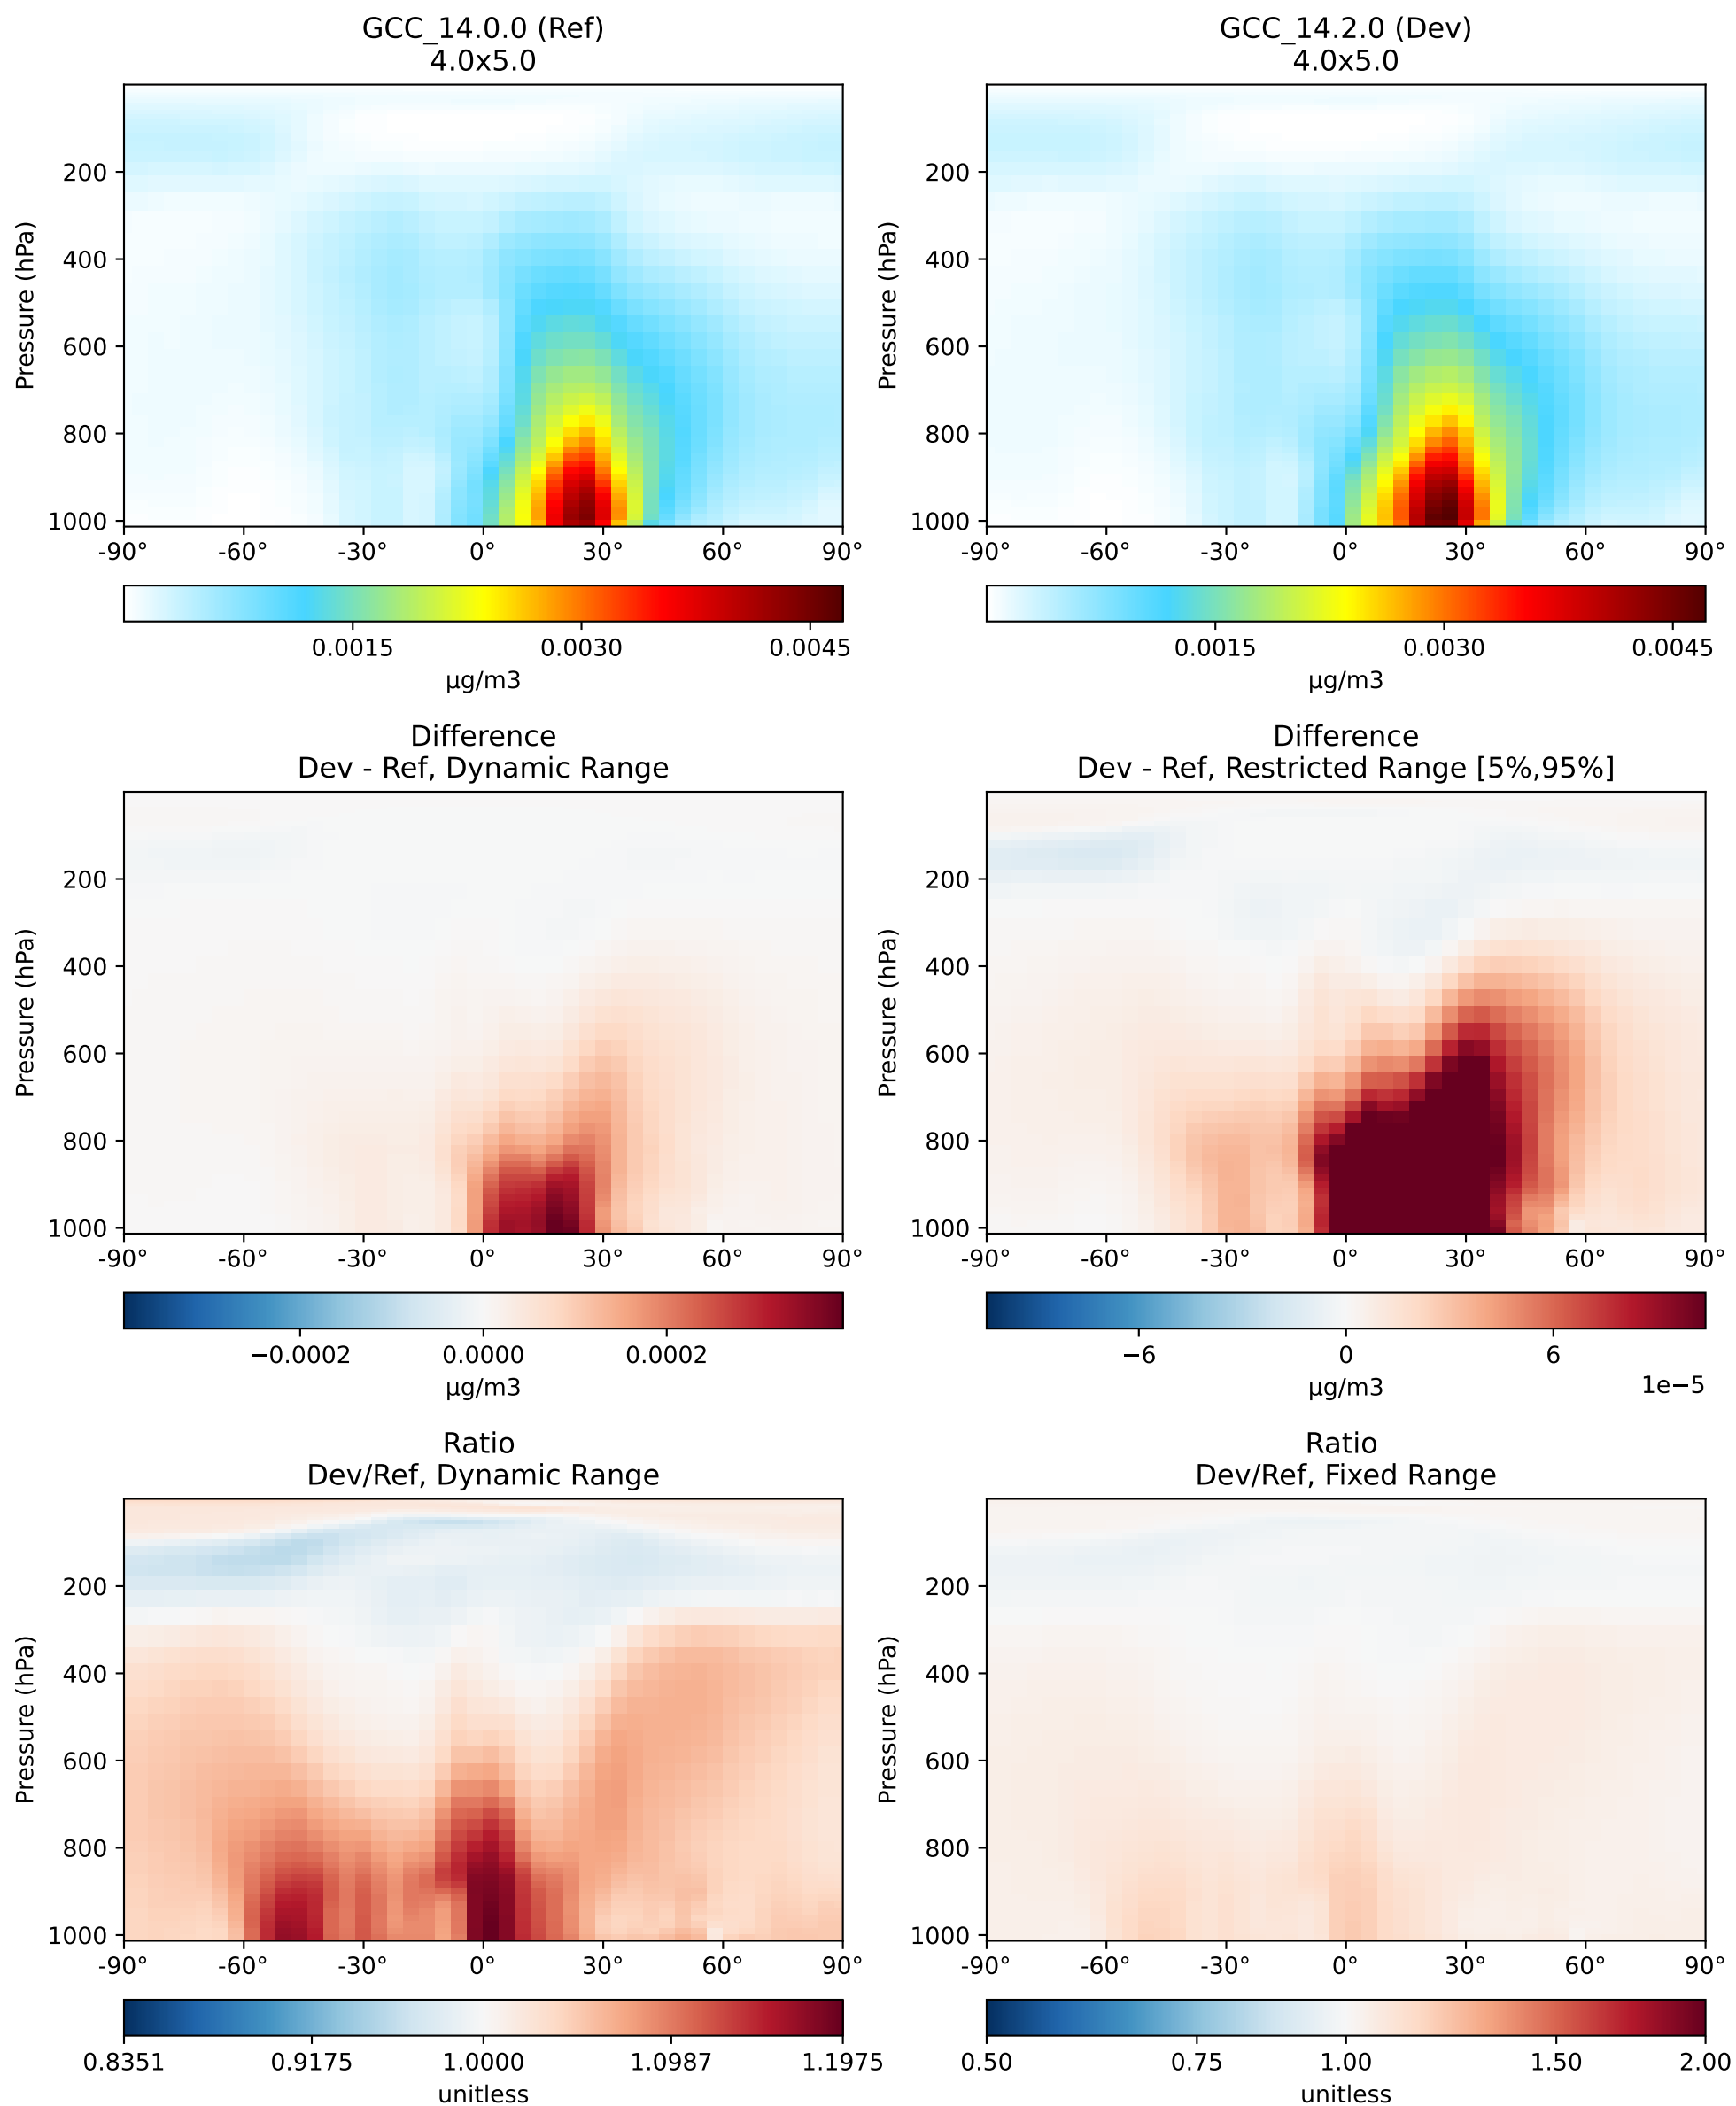 GCC_14.0.0 (Ref)
4.0x5.0
Pressure (hPa)
200
400
600
800
1000
-90° -60° -30° 0° 30° 60° 90°
0.0015 0.0030 0.0045
µg/m3
GCC_14.2.0 (Dev)
4.0x5.0
Pressure (hPa)
200
400
600
800
1000
-90° -60° -30° 0° 30° 60° 90°
0.0015 0.0030 0.0045
µg/m3
Difference
Dev - Ref, Dynamic Range
Pressure (hPa)
200
400
600
800
1000
-90° -60° -30° 0° 30° 60° 90°
−0.0002 0.0000 0.0002
µg/m3
Difference
Dev - Ref, Restricted Range [5%,95%]
Pressure (hPa)
200
400
600
800
1000
-90° -60° -30° 0° 30° 60° 90°
−6 0 6
µg/m3
1e−5
Ratio
Dev/Ref, Dynamic Range
Pressure (hPa)
200
400
600
800
1000
-90° -60° -30° 0° 30° 60° 90°
0.8351 0.9175 1.0000 1.0987 1.1975
unitless
Ratio
Dev/Ref, Fixed Range
Pressure (hPa)
200
400
600
800
1000
-90° -60° -30° 0° 30° 60° 90°
0.50 0.75 1.00 1.50 2.00
unitless